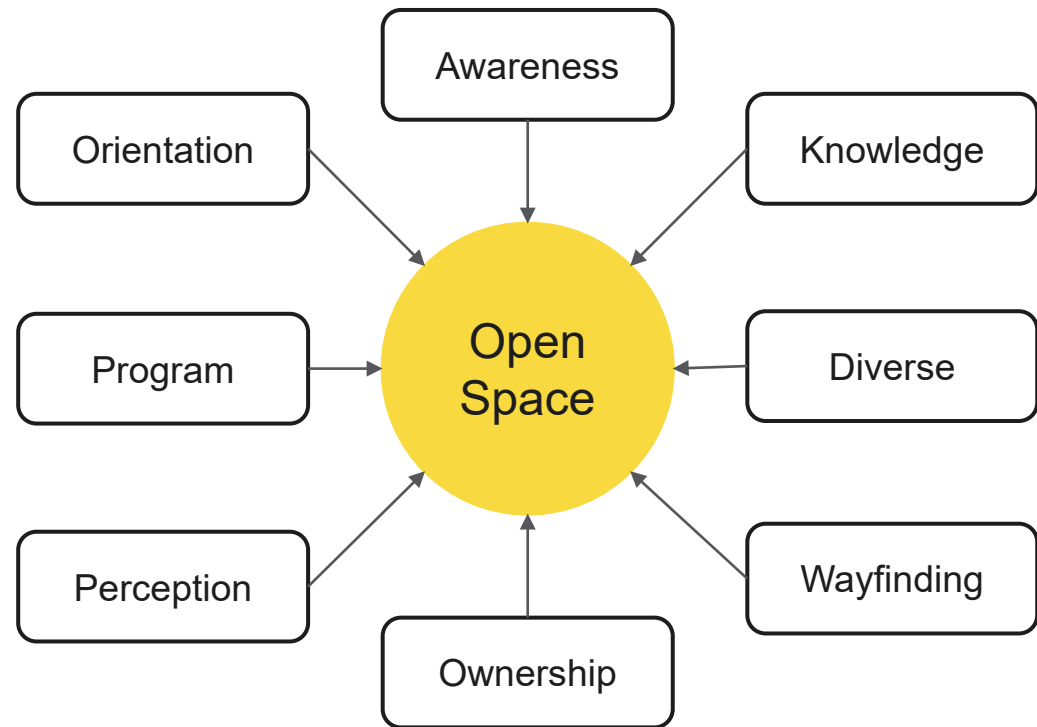 Awareness
Orientation
Knowledge
Open
Space
Program
Diverse
Perception
Wayfinding
Ownership